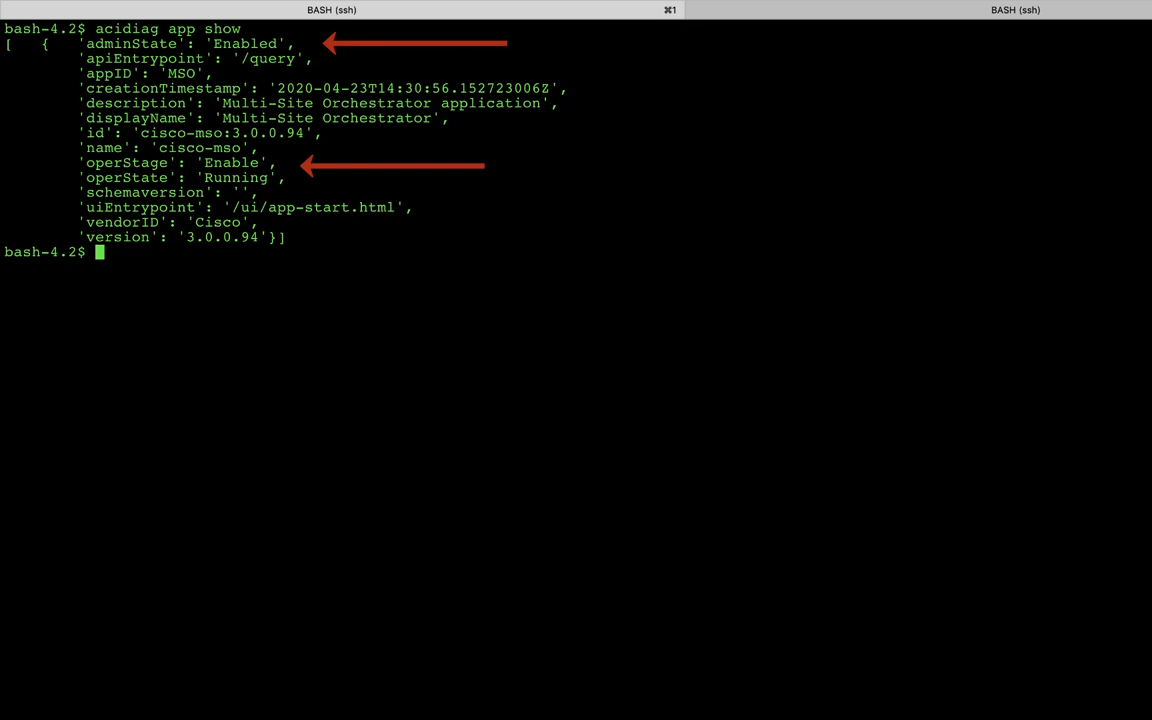 BASH (ssh) ⌘1 BASH (ssh)
bash-4.2$ acidiag app show
[   {   'adminState': 'Enabled',
        'apiEntrypoint': '/query',
        'appID': 'MSO',
        'creationTimestamp': '2020-04-23T14:30:56.152723006Z',
        'description': 'Multi-Site Orchestrator application',
        'displayName': 'Multi-Site Orchestrator',
        'id': 'cisco-mso:3.0.0.94',
        'name': 'cisco-mso',
        'operStage': 'Enable',
        'operState': 'Running',
        'schemaversion': '',
        'uiEntrypoint': '/ui/app-start.html',
        'vendorID': 'Cisco',
        'version': '3.0.0.94'}]
bash-4.2$